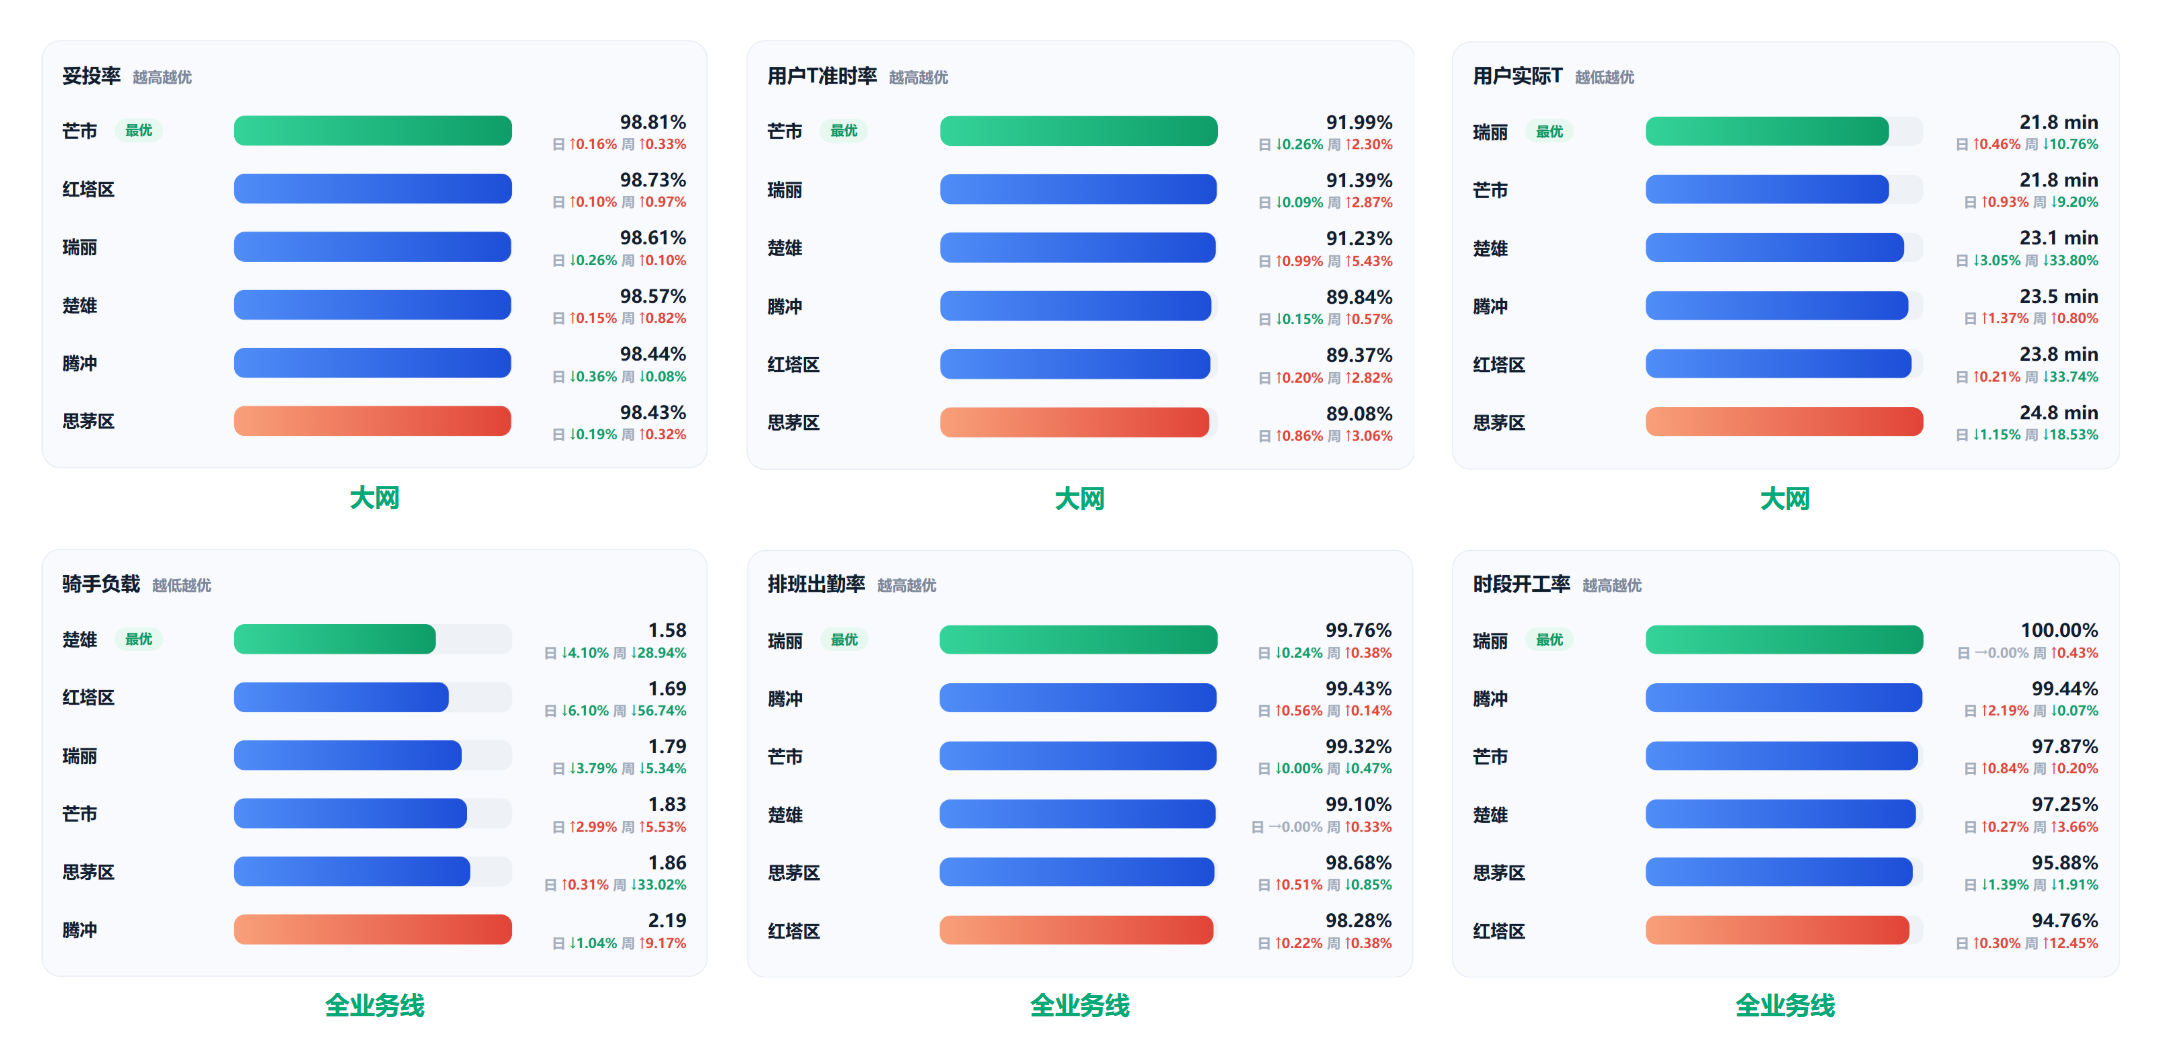 妥投率 越高越优
芒市 最优 98.81%
日 ↑0.16% 周 ↑0.33%
红塔区 98.73%
日 ↑0.10% 周 ↑0.97%
瑞丽 98.61%
日 ↓0.26% 周 ↑0.10%
楚雄 98.57%
日 ↑0.15% 周 ↑0.82%
腾冲 98.44%
日 ↓0.36% 周 ↓0.08%
思茅区 98.43%
日 ↓0.19% 周 ↑0.32%
大网
用户T准时率 越高越优
芒市 最优 91.99%
日 ↓0.26% 周 ↑2.30%
瑞丽 91.39%
日 ↓0.09% 周 ↑2.87%
楚雄 91.23%
日 ↑0.99% 周 ↑5.43%
腾冲 89.84%
日 ↓0.15% 周 ↑0.57%
红塔区 89.37%
日 ↑0.20% 周 ↑2.82%
思茅区 89.08%
日 ↑0.86% 周 ↑3.06%
大网
用户实际T 越低越优
瑞丽 最优 21.8 min
日 ↑0.46% 周 ↓10.76%
芒市 21.8 min
日 ↑0.93% 周 ↓9.20%
楚雄 23.1 min
日 ↓3.05% 周 ↓33.80%
腾冲 23.5 min
日 ↑1.37% 周 ↑0.80%
红塔区 23.8 min
日 ↑0.21% 周 ↓33.74%
思茅区 24.8 min
日 ↓1.15% 周 ↓18.53%
大网
骑手负载 越低越优
楚雄 最优 1.58
日 ↓4.10% 周 ↓28.94%
红塔区 1.69
日 ↓6.10% 周 ↓56.74%
瑞丽 1.79
日 ↓3.79% 周 ↓5.34%
芒市 1.83
日 ↑2.99% 周 ↑5.53%
思茅区 1.86
日 ↑0.31% 周 ↓33.02%
腾冲 2.19
日 ↓1.04% 周 ↑9.17%
全业务线
排班出勤率 越高越优
瑞丽 最优 99.76%
日 ↓0.24% 周 ↑0.38%
腾冲 99.43%
日 ↑0.56% 周 ↑0.14%
芒市 99.32%
日 ↓0.00% 周 ↓0.47%
楚雄 99.10%
日 →0.00% 周 ↑0.33%
思茅区 98.68%
日 ↑0.51% 周 ↓0.85%
红塔区 98.28%
日 ↑0.22% 周 ↑0.38%
全业务线
时段开工率 越高越优
瑞丽 最优 100.00%
日 →0.00% 周 ↑0.43%
腾冲 99.44%
日 ↑2.19% 周 ↓0.07%
芒市 97.87%
日 ↑0.84% 周 ↑0.20%
楚雄 97.25%
日 ↑0.27% 周 ↑3.66%
思茅区 95.88%
日 ↓1.39% 周 ↓1.91%
红塔区 94.76%
日 ↑0.30% 周 ↑12.45%
全业务线